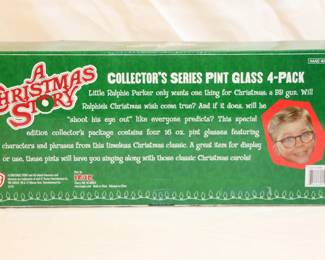 A
CHRISTMAS
STORY
COLLECTOR'S SERIES PINT GLASS 4-PACK
Little Ralphie Parker only wants one thing for Christmas, a BB gun. Will
Ralphie's Christmas wish come true? And if it does, will he
"shoot his eye out" like everyone predicts? This special
edition collector's package contains four 16 oz. pint glasses featuring
characters and phrases from this timeless Christmas classic. A great item for display
or use, these pints will have you singing along with those classic Christmas carols!